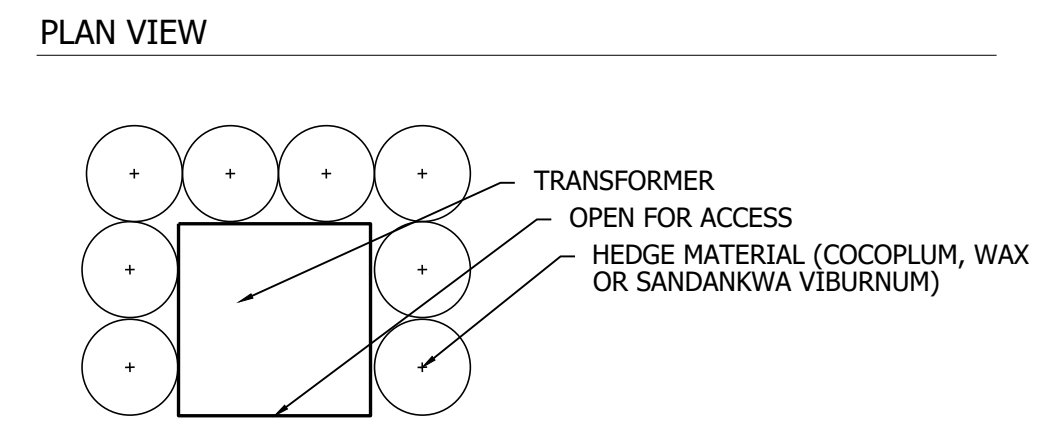 PLAN VIEW
TRANSFORMER
OPEN FOR ACCESS
HEDGE MATERIAL (COCOPLUM, WAX
OR SANDANKWA VIBURNUM)